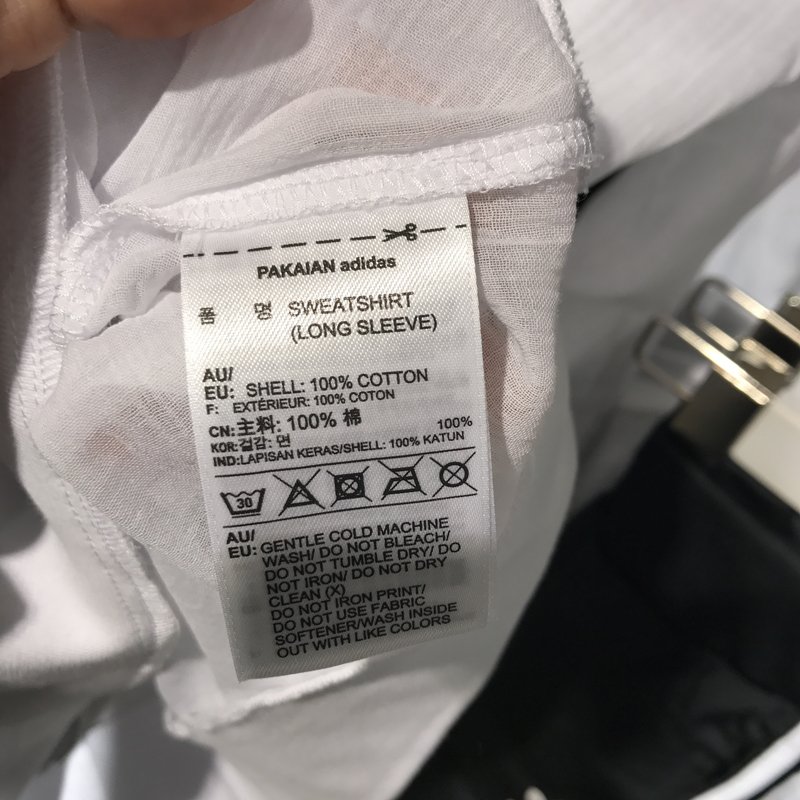 PAKAIAN adidas
품 명 SWEATSHIRT
(LONG SLEEVE)
AU/
EU: SHELL: 100% COTTON
F: EXTÉRIEUR: 100% COTON
CN:主料: 100% 棉
KOR:겉감: 면 100%
IND:LAPISAN KERAS/SHELL: 100% KATUN
30
AU/
EU: GENTLE COLD MACHINE
WASH/ DO NOT BLEACH/
DO NOT TUMBLE DRY/ DO
NOT IRON/ DO NOT DRY
CLEAN (X)
DO NOT IRON PRINT/
DO NOT USE FABRIC
SOFTENER/WASH INSIDE
OUT WITH LIKE COLORS